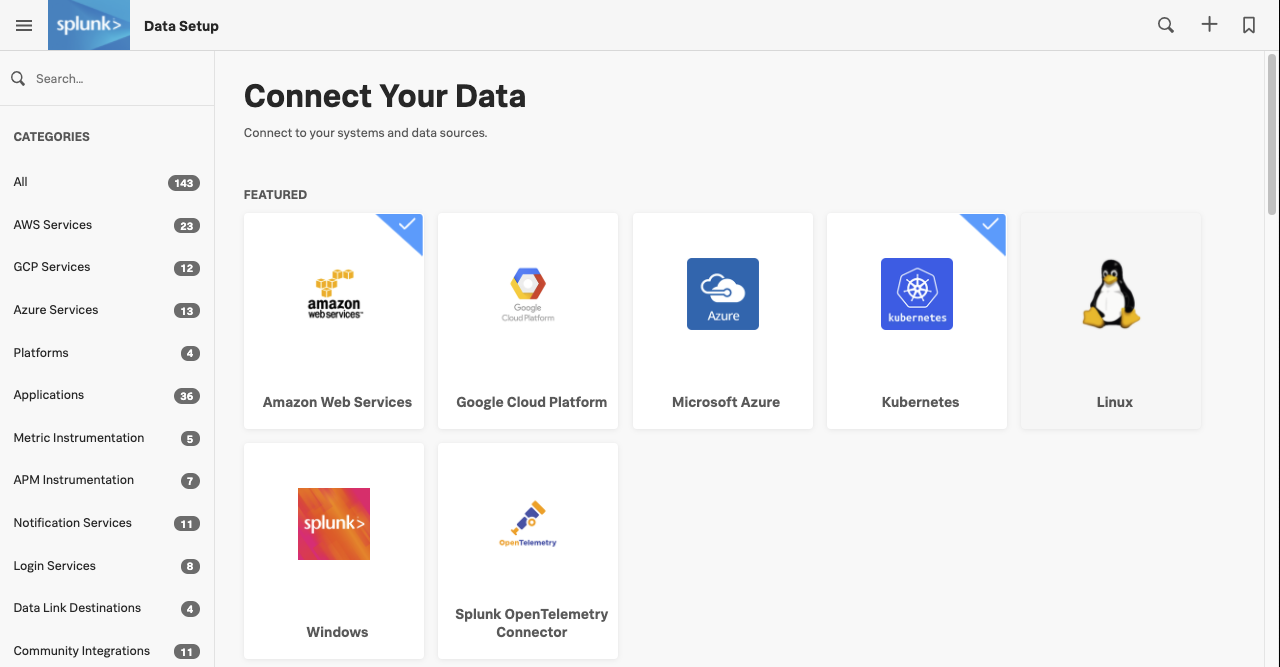 splunk> Data Setup
Search...
CATEGORIES
All 143
AWS Services 23
GCP Services 12
Azure Services 13
Platforms 4
Applications 36
Metric Instrumentation 5
APM Instrumentation 7
Notification Services 11
Login Services 8
Data Link Destinations 4
Community Integrations 11
Connect Your Data
Connect to your systems and data sources.
FEATURED
amazon
webservices™
Amazon Web Services
Google
Cloud Platform
Google Cloud Platform
Azure
Microsoft Azure
kubernetes
Kubernetes
Linux
splunk>
Windows
OpenTelemetry
Splunk OpenTelemetry
Connector